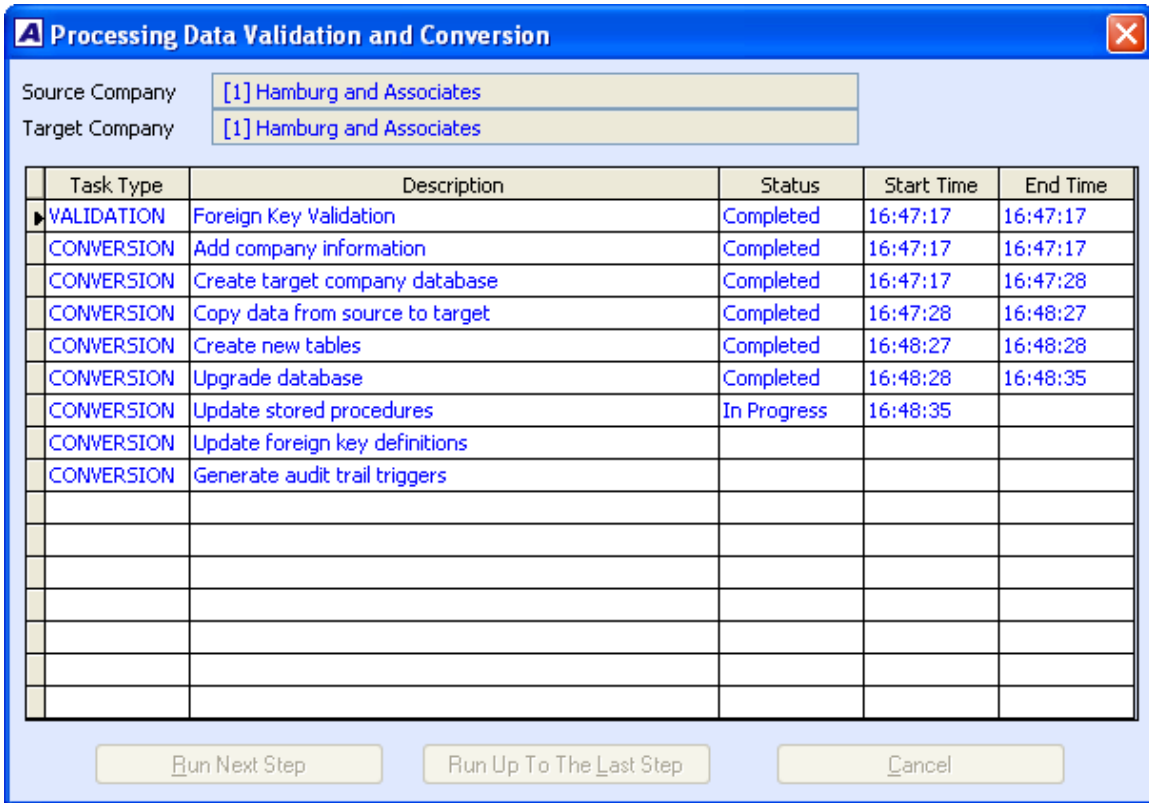 A Processing Data Validation and Conversion
Source Company [1] Hamburg and Associates
Target Company [1] Hamburg and Associates
Task Type Description Status Start Time End Time
VALIDATION Foreign Key Validation Completed 16:47:17 16:47:17
CONVERSION Add company information Completed 16:47:17 16:47:17
CONVERSION Create target company database Completed 16:47:17 16:47:28
CONVERSION Copy data from source to target Completed 16:47:28 16:48:27
CONVERSION Create new tables Completed 16:48:27 16:48:28
CONVERSION Upgrade database Completed 16:48:28 16:48:35
CONVERSION Update stored procedures In Progress 16:48:35
CONVERSION Update foreign key definitions
CONVERSION Generate audit trail triggers
Run Next Step Run Up To The Last Step Cancel